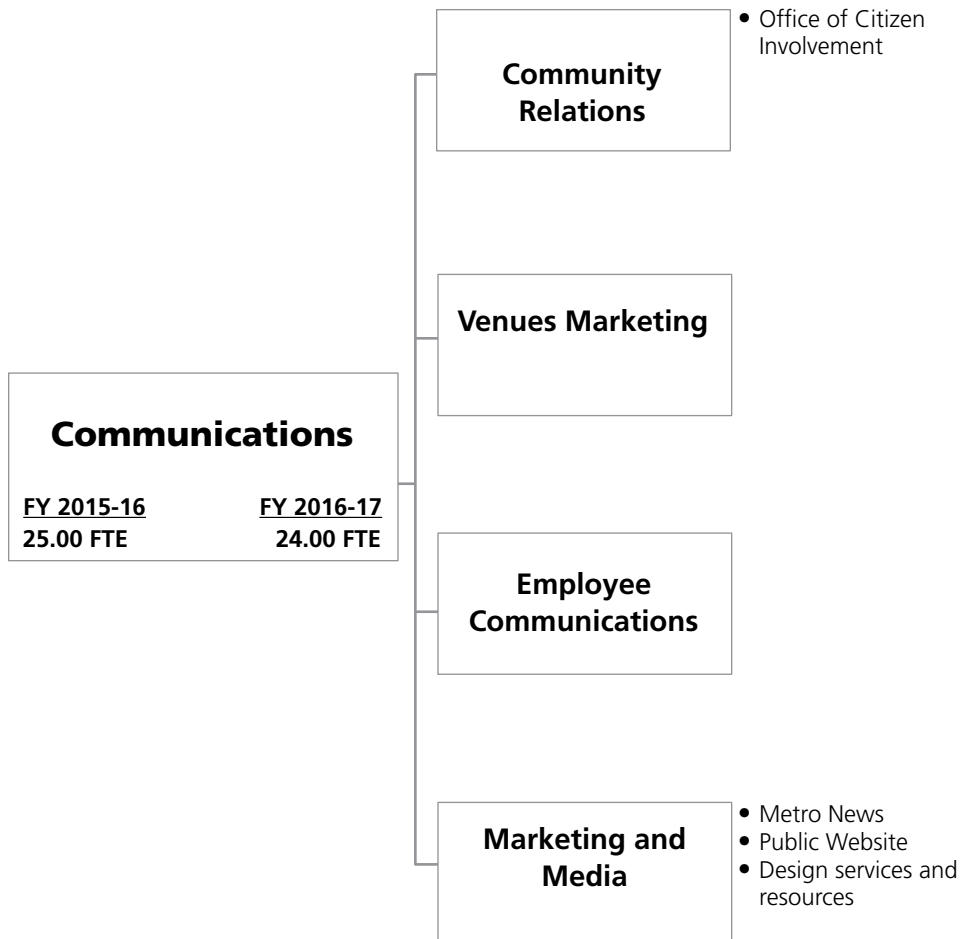 • Office of Citizen
Involvement
Community
Relations
Venues Marketing
Communications
FY 2015-16 FY 2016-17
25.00 FTE 24.00 FTE
Employee
Communications
Marketing and
Media
• Metro News
• Public Website
• Design services and
resources